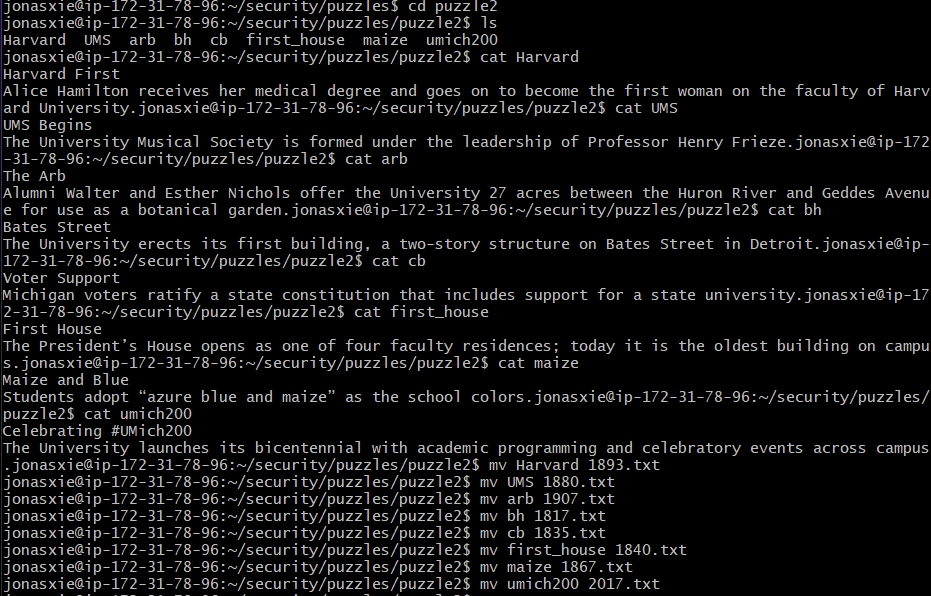 jonasxie@ip-172-31-78-96:~/security/puzzles$ cd puzzle2
jonasxie@ip-172-31-78-96:~/security/puzzles/puzzle2$ ls
Harvard  UMS  arb  bh  cb  first_house  maize  umich200
jonasxie@ip-172-31-78-96:~/security/puzzles/puzzle2$ cat Harvard
Harvard First
Alice Hamilton receives her medical degree and goes on to become the first woman on the faculty of Harv
ard University.jonasxie@ip-172-31-78-96:~/security/puzzles/puzzle2$ cat UMS
UMS Begins
The University Musical Society is formed under the leadership of Professor Henry Frieze.jonasxie@ip-172
-31-78-96:~/security/puzzles/puzzle2$ cat arb
The Arb
Alumni Walter and Esther Nichols offer the University 27 acres between the Huron River and Geddes Avenu
e for use as a botanical garden.jonasxie@ip-172-31-78-96:~/security/puzzles/puzzle2$ cat bh
Bates Street
The University erects its first building, a two-story structure on Bates Street in Detroit.jonasxie@ip-
172-31-78-96:~/security/puzzles/puzzle2$ cat cb
Voter Support
Michigan voters ratify a state constitution that includes support for a state university.jonasxie@ip-17
2-31-78-96:~/security/puzzles/puzzle2$ cat first_house
First House
The President’s House opens as one of four faculty residences; today it is the oldest building on campu
s.jonasxie@ip-172-31-78-96:~/security/puzzles/puzzle2$ cat maize
Maize and Blue
Students adopt “azure blue and maize” as the school colors.jonasxie@ip-172-31-78-96:~/security/puzzles/
puzzle2$ cat umich200
Celebrating #UMich200
The University launches its bicentennial with academic programming and celebratory events across campus
.jonasxie@ip-172-31-78-96:~/security/puzzles/puzzle2$ mv Harvard 1893.txt
jonasxie@ip-172-31-78-96:~/security/puzzles/puzzle2$ mv UMS 1880.txt
jonasxie@ip-172-31-78-96:~/security/puzzles/puzzle2$ mv arb 1907.txt
jonasxie@ip-172-31-78-96:~/security/puzzles/puzzle2$ mv bh 1817.txt
jonasxie@ip-172-31-78-96:~/security/puzzles/puzzle2$ mv cb 1835.txt
jonasxie@ip-172-31-78-96:~/security/puzzles/puzzle2$ mv first_house 1840.txt
jonasxie@ip-172-31-78-96:~/security/puzzles/puzzle2$ mv maize 1867.txt
jonasxie@ip-172-31-78-96:~/security/puzzles/puzzle2$ mv umich200 2017.txt